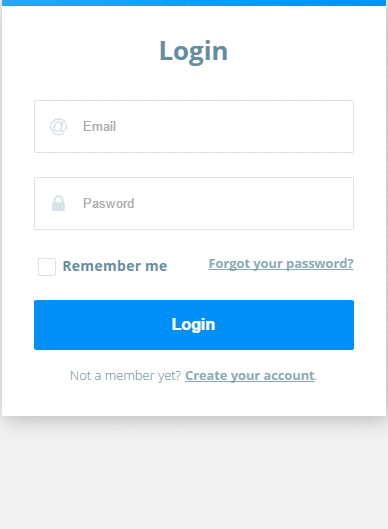 Login
@ Email
Pasword
Remember me
Forgot your password?
Login
Not a member yet? Create your account.